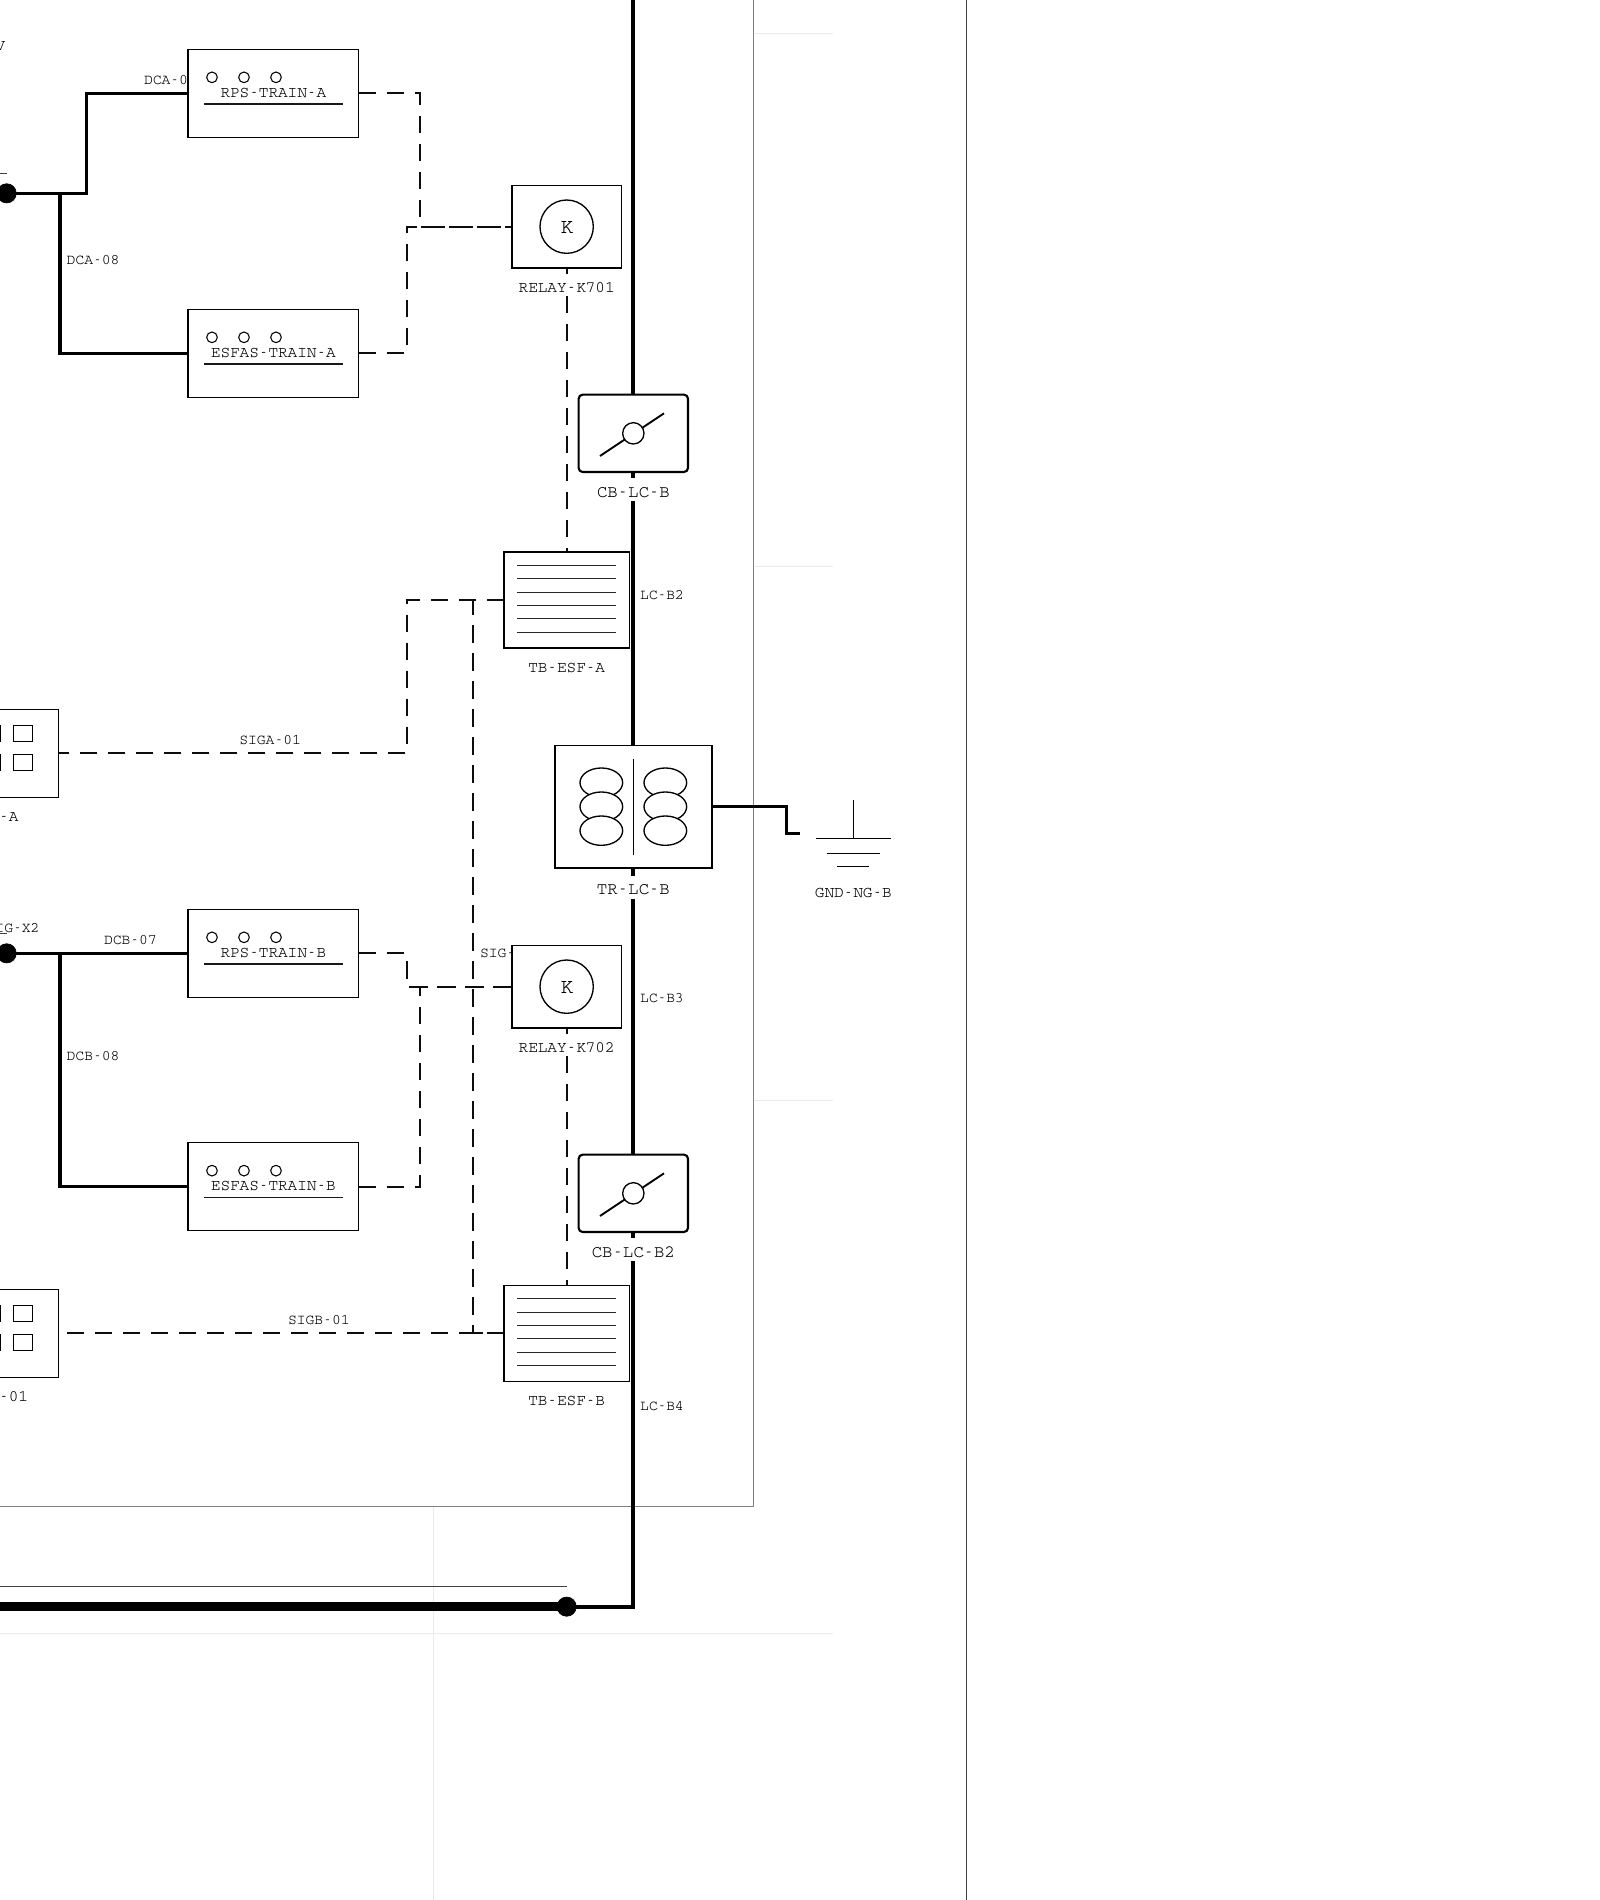 V
DCA-0
RPS-TRAIN-A
K
DCA-08
RELAY-K701
ESFAS-TRAIN-A
CB-LC-B
LC-B2
TB-ESF-A
SIGA-01
-A
TR-LC-B
GND-NG-B
IG-X2
DCB-07
RPS-TRAIN-B
SIG-
K
LC-B3
RELAY-K702
DCB-08
ESFAS-TRAIN-B
CB-LC-B2
SIGB-01
-01
TB-ESF-B
LC-B4